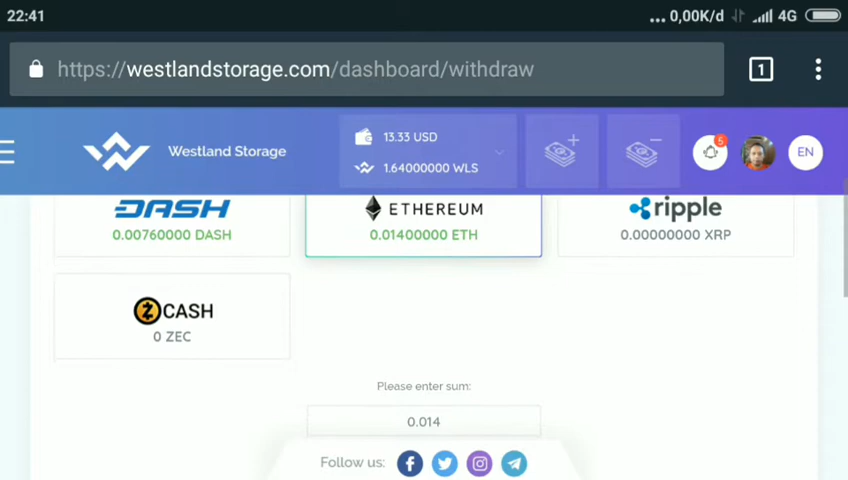 22:41
... 0,00K/d 4G
https://westlandstorage.com/dashboard/withdraw
1
Westland Storage
13.33 USD
1.64000000 WLS
5
EN
DASH
0.00760000 DASH
ETHEREUM
0.01400000 ETH
ripple
0.00000000 XRP
ZCASH
0 ZEC
Please enter sum:
0.014
Follow us: